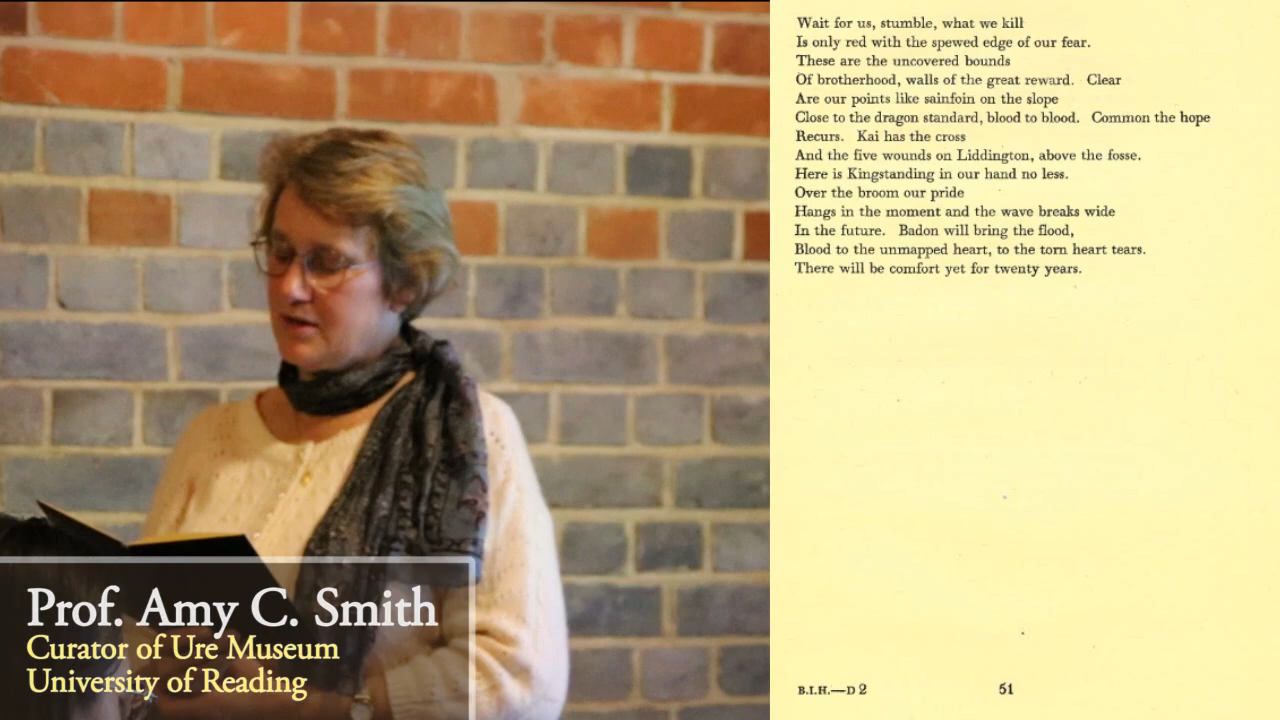 Prof. Amy C. Smith
Curator of Ure Museum
University of Reading
Wait for us, stumble, what we kill
Is only red with the spewed edge of our fear.
These are the uncovered bounds
Of brotherhood, walls of the great reward. Clear
Are our points like sainfoin on the slope
Close to the dragon standard, blood to blood. Common the hope
Recurs. Kai has the cross
And the five wounds on Liddington, above the fosse.
Here is Kingstanding in our hand no less.
Over the broom our pride
Hangs in the moment and the wave breaks wide
In the future. Badon will bring the flood,
Blood to the unmapped heart, to the torn heart tears.
There will be comfort yet for twenty years.
B.I.H.—D 2 51